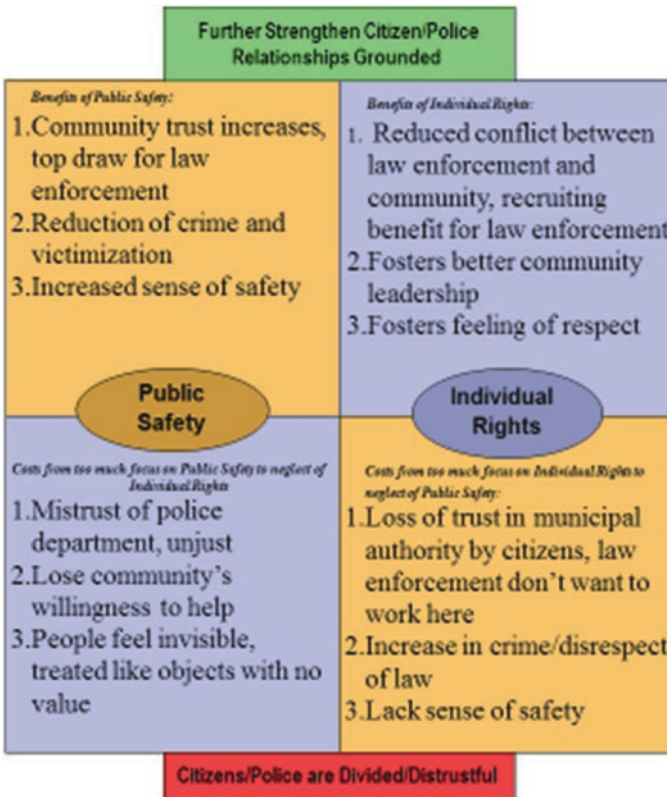 Further Strengthen Citizen/Police
Relationships Grounded
Benefits of Public Safety:
1.Community trust increases,
top draw for law
enforcement
2.Reduction of crime and
victimization
3.Increased sense of safety
Benefits of Individual Rights:
1. Reduced conflict between
law enforcement and
community, recruiting
benefit for law enforcement
2.Fosters better community
leadership
3.Fosters feeling of respect
Public
Safety
Individual
Rights
Costs from too much focus on Public Safety to neglect of
Individual Rights
1.Mistrust of police
department, unjust
2.Lose community's
willingness to help
3.People feel invisible,
treated like objects with no
value
Costs from too much focus on Individual Rights to
neglect of Public Safety:
1.Loss of trust in municipal
authority by citizens, law
enforcement don't want to
work here
2.Increase in crime/disrespect
of law
3.Lack sense of safety
Citizens/Police are Divided/Distrustful